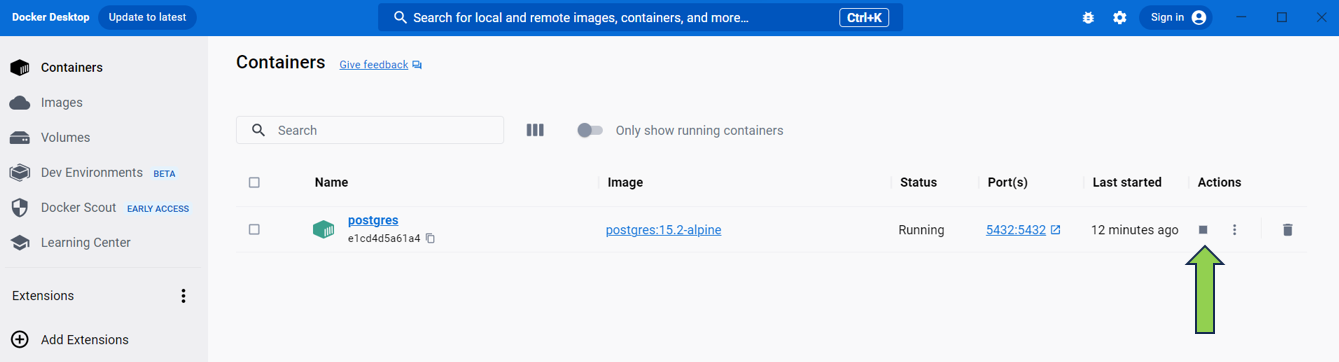 Docker Desktop Update to latest Search for local and remote images, containers, and more... Ctrl+K Sign in
Containers
Images
Volumes
Dev Environments BETA
Docker Scout EARLY ACCESS
Learning Center
Extensions
Add Extensions
Containers Give feedback
Search Only show running containers
Name Image Status Port(s) Last started Actions
postgres
e1cd4d5a61a4
postgres:15.2-alpine Running 5432:5432 12 minutes ago